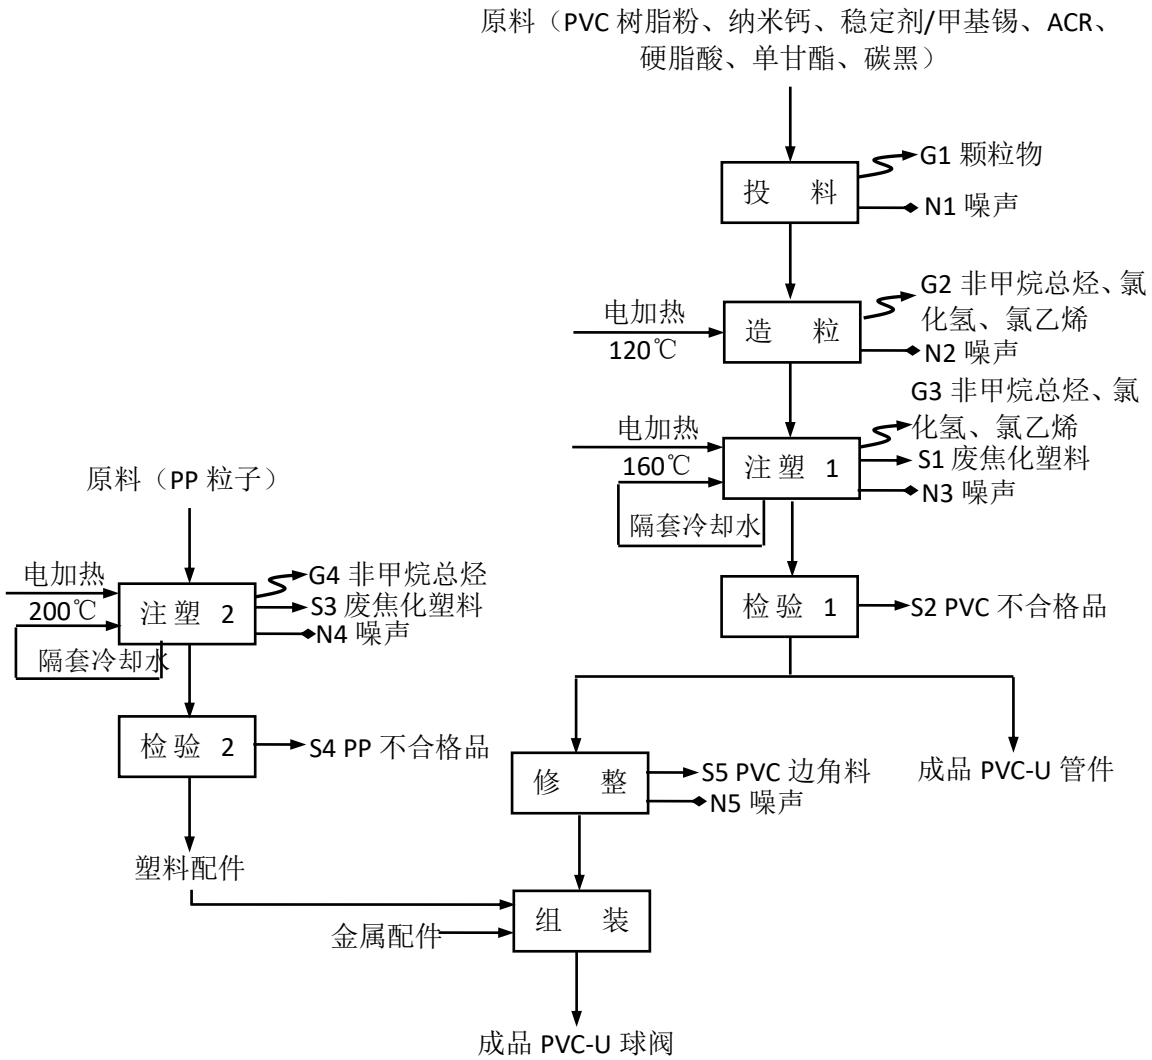 原料（PVC 树脂粉、纳米钙、稳定剂/甲基锡、ACR、
硬脂酸、单甘酯、碳黑）
G1 颗粒物
投 料
N1 噪声
G2 非甲烷总烃、氯
化氢、氯乙烯
电加热
造 粒
120℃
N2 噪声
G3 非甲烷总烃、氯
化氢、氯乙烯
电加热
160℃
注塑 1
S1 废焦化塑料
N3 噪声
隔套冷却水
原料（PP 粒子）
电加热
200℃
注塑 2
G4 非甲烷总烃
S3 废焦化塑料
N4 噪声
隔套冷却水
检验 1
S2 PVC 不合格品
检验 2
S4 PP 不合格品
修 整
S5 PVC 边角料
N5 噪声
成品 PVC-U 管件
塑料配件
金属配件
组 装
成品 PVC-U 球阀